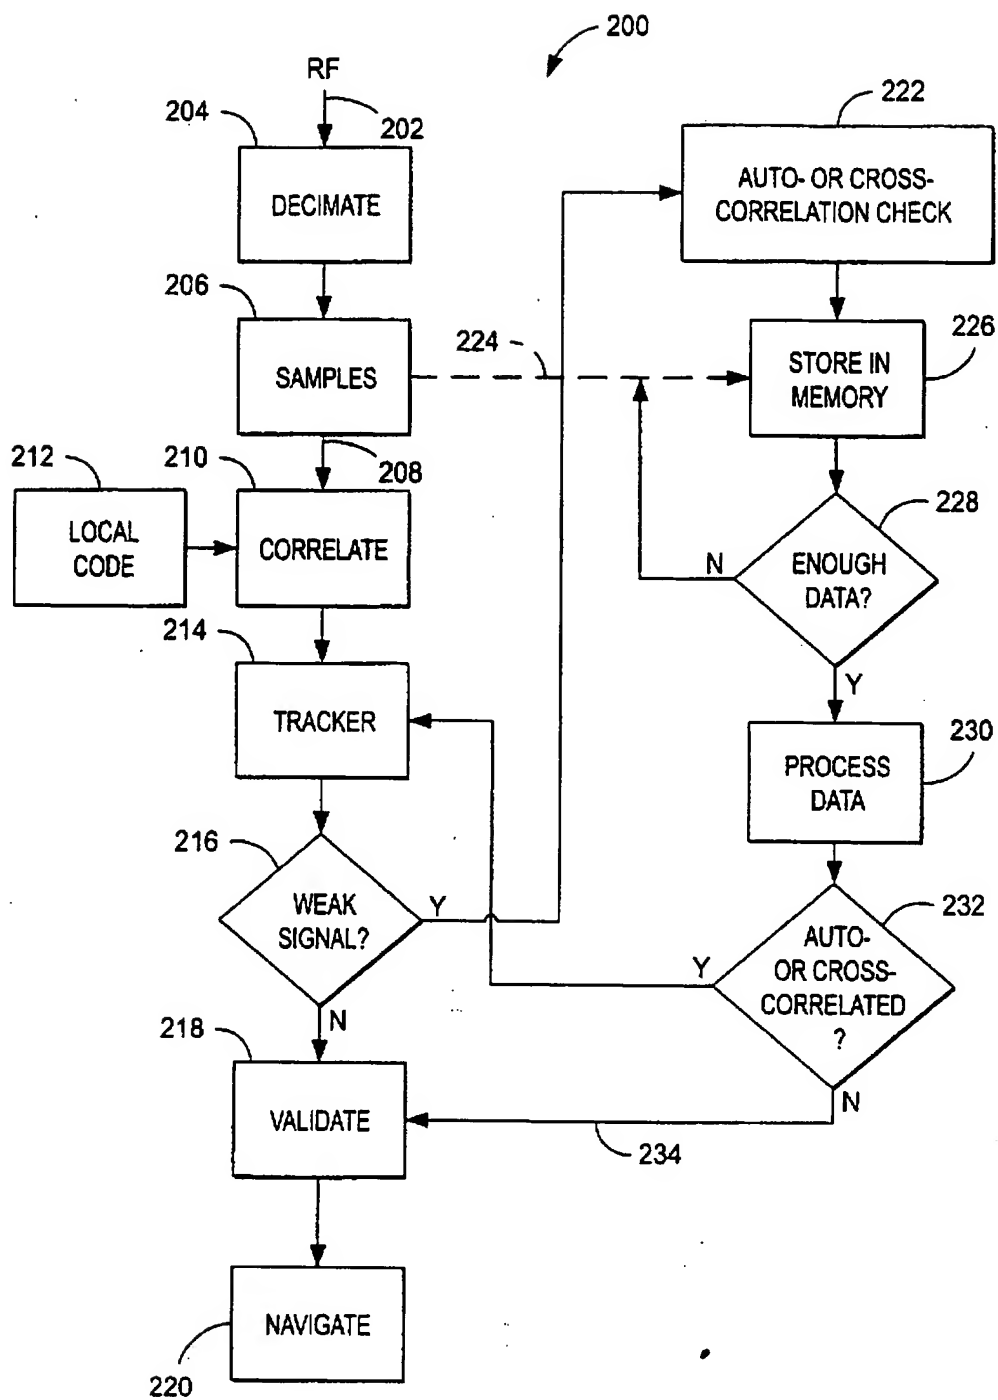 200
RF
202
204
DECIMATE
222
AUTO- OR CROSS-
CORRELATION CHECK
206
SAMPLES
224
226
STORE IN
MEMORY
208
212
LOCAL
CODE
210
CORRELATE
228
ENOUGH
DATA?
N
Y
214
TRACKER
230
PROCESS
DATA
216
WEAK
SIGNAL?
Y
N
232
AUTO-
OR CROSS-
CORRELATED
?
Y
N
218
VALIDATE
234
NAVIGATE
220